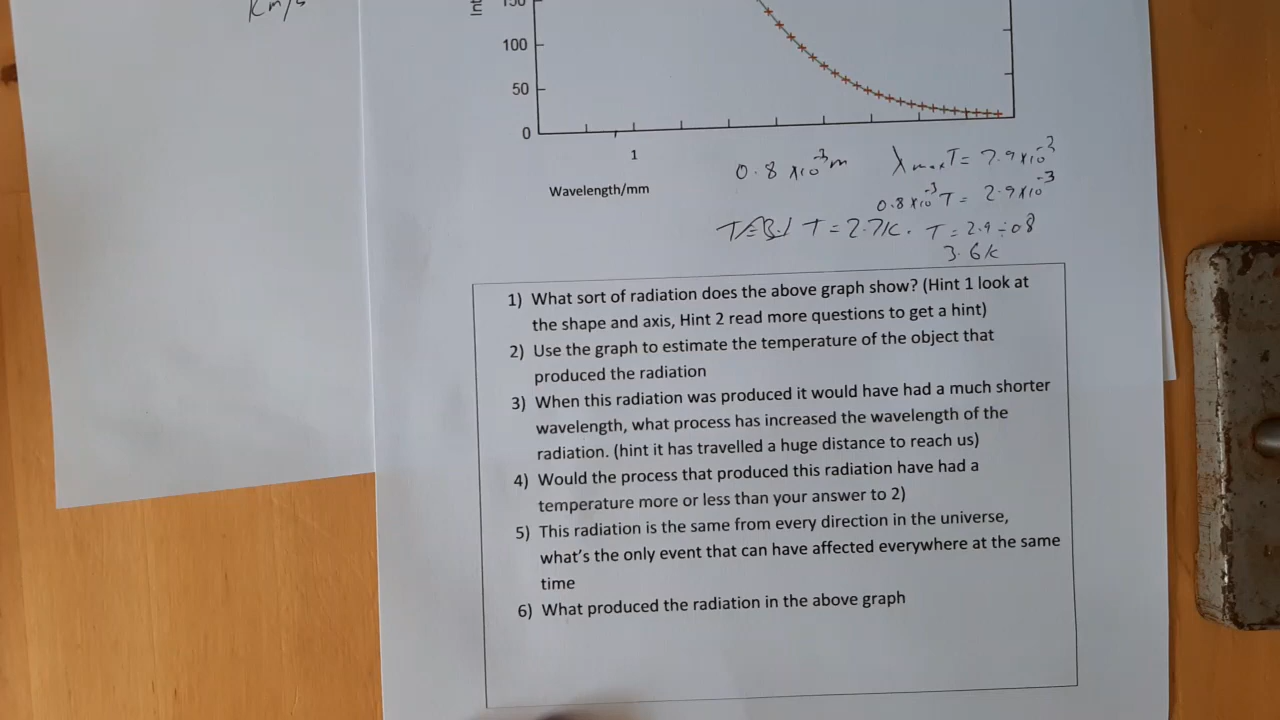 Km/s
150
100
50
0
1
Wavelength/mm
0.8 x10⁻³m
λmaxT = 2.9x10⁻³
0.8x10⁻³T = 2.9x10⁻³
T = 2.7K. T = 2.9÷08
3.6K
1) What sort of radiation does the above graph show? (Hint 1 look at
the shape and axis, Hint 2 read more questions to get a hint)
2) Use the graph to estimate the temperature of the object that
produced the radiation
3) When this radiation was produced it would have had a much shorter
wavelength, what process has increased the wavelength of the
radiation. (hint it has travelled a huge distance to reach us)
4) Would the process that produced this radiation have had a
temperature more or less than your answer to 2)
5) This radiation is the same from every direction in the universe,
what's the only event that can have affected everywhere at the same
time
6) What produced the radiation in the above graph